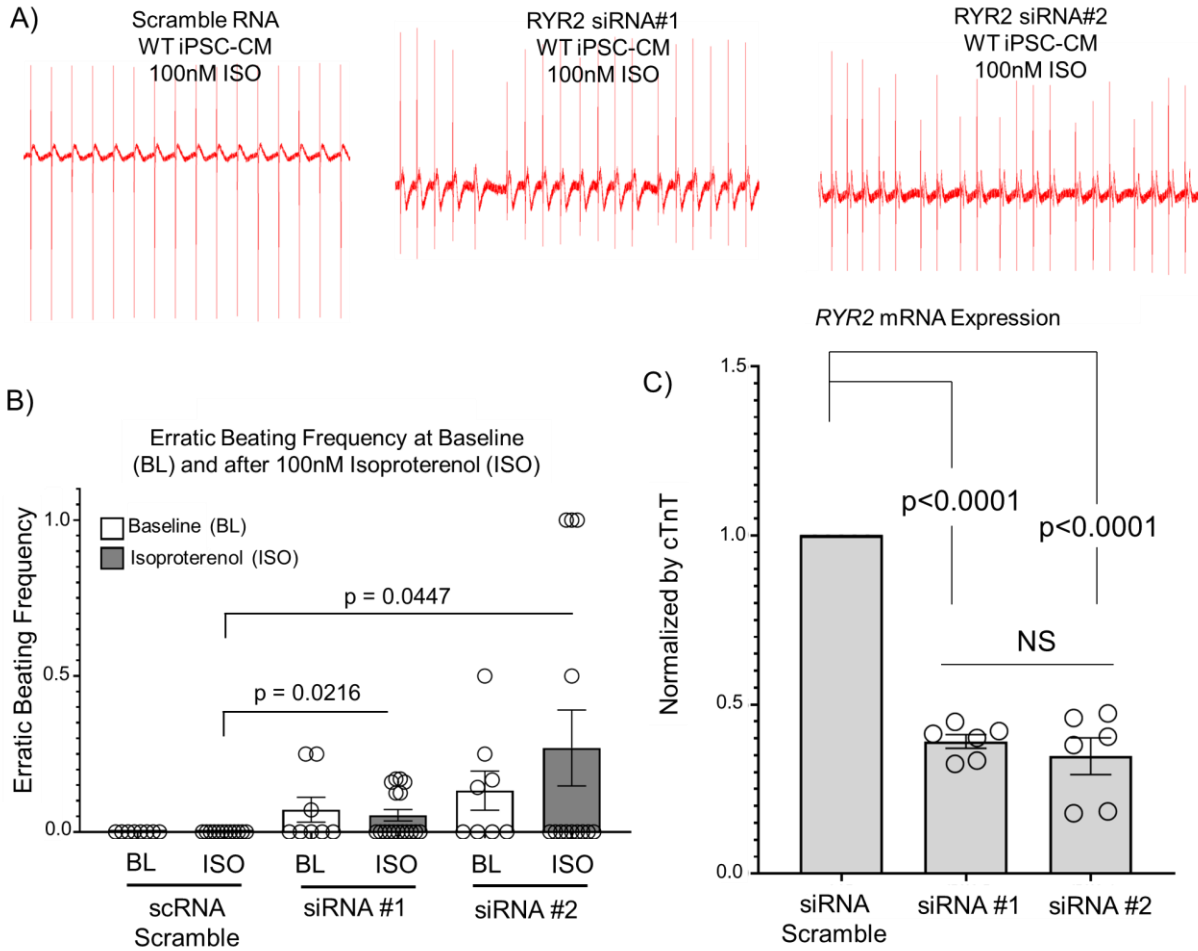 A)
Scramble RNA
WT iPSC-CM
100nM ISO
RYR2 siRNA#1
WT iPSC-CM
100nM ISO
RYR2 siRNA#2
WT iPSC-CM
100nM ISO
B)
Erratic Beating Frequency at Baseline
(BL) and after 100nM Isoproterenol (ISO)
Erratic Beating Frequency
1.0
0.5
0.0
Baseline (BL)
Isoproterenol (ISO)
p = 0.0447
p = 0.0216
BL
ISO
BL
ISO
BL
ISO
scRNA
Scramble
siRNA #1
siRNA #2
C)
RYR2 mRNA Expression
Normalized by cTnT
1.5
1.0
0.5
0.0
p<0.0001
p<0.0001
NS
siRNA
Scramble
siRNA #1
siRNA #2